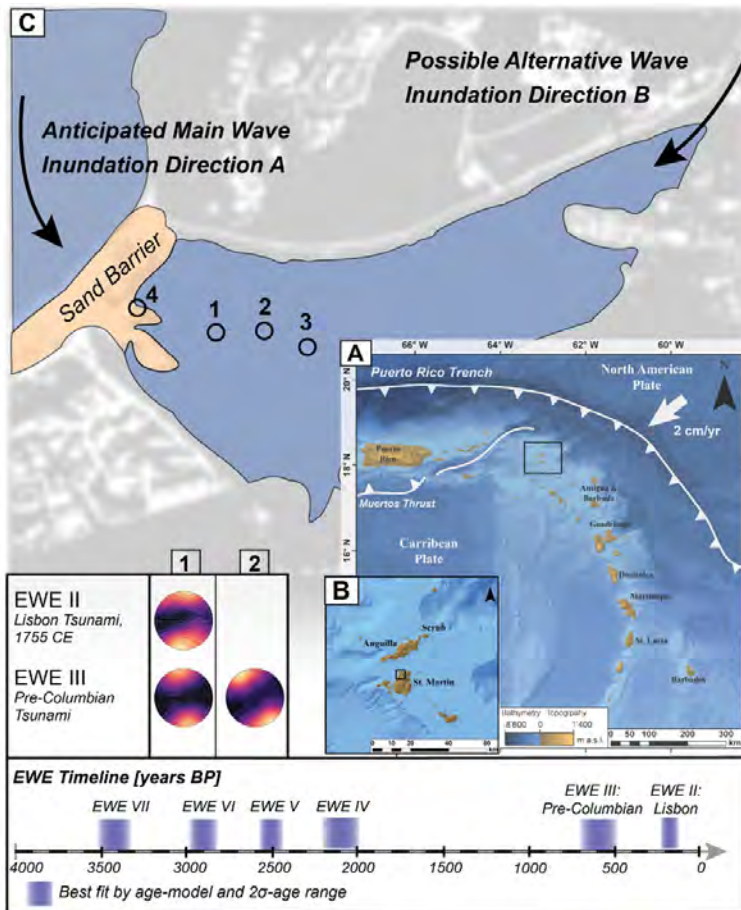 C
Possible Alternative Wave
Inundation Direction B
Anticipated Main Wave
Inundation Direction A
Sand Barrier
4
1
2
3
66° W
64° W
62° W
60° W
A
Puerto Rico Trench
North American
Plate
N
20° N
2 cm/yr
Puerto
Rico
18° N
Muertos Thrust
Antigua &
Barbuda
Guadeloupe
Carribean
Plate
16° N
Dominica
Martinique
St. Lucia
Barbados
B
Scrub
Anguilla
St. Martin
Bathymetry
Topography
-8'800
0
1'400
m a.s.l.
0 50 100
200
300
km
1
2
EWE II
Lisbon Tsunami,
1755 CE
EWE III
Pre-Columbian
Tsunami
EWE Timeline [years BP]
EWE VII
EWE VI
EWE V
EWE IV
EWE III:
Pre-Columbian
EWE II:
Lisbon
4000
3500
3000
2500
2000
1500
1000
500
0
Best fit by age-model and 2σ-age range